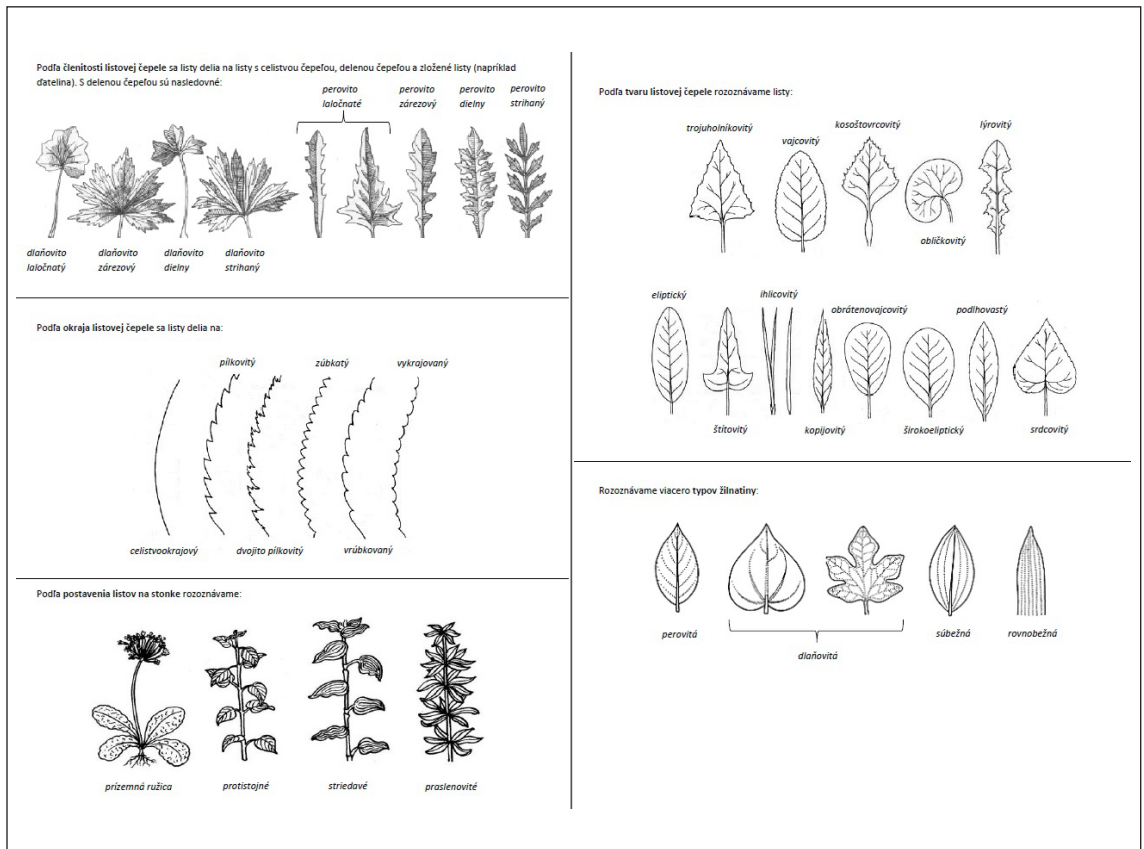 Podľa členitosti listovej čepele sa listy delia na listy s celistvou čepeľou, delenou čepeľou a zložené listy (napríklad
ďatelina). S delenou čepeľou sú nasledovné:
perovito laločnaté
perovito zárezový
perovito dielny
perovito strihaný
dlaňovito laločnatý
dlaňovito zárezový
dlaňovito dielny
dlaňovito strihaný
Podľa okraja listovej čepele sa listy delia na:
pílkovitý
zúbkatý
vykrajovaný
celistvookrajový
dvojito pílkovitý
vrúbkovaný
Podľa postavenia listov na stonke rozoznávame:
prízemná ružica
protistojné
striedavé
praslenovité
Podľa tvaru listovej čepele rozoznávame listy:
trojuholníkovitý
vajcovitý
kosoštovrcovitý
lýrovitý
obličkovitý
eliptický
ihlicovitý
obrátenovajcovitý
podlhovastý
štítovitý
kopijovitý
širokoeliptický
srdcovitý
Rozoznávame viacero typov žilnatiny:
perovitá
dlaňovitá
súbežná
rovnobežná